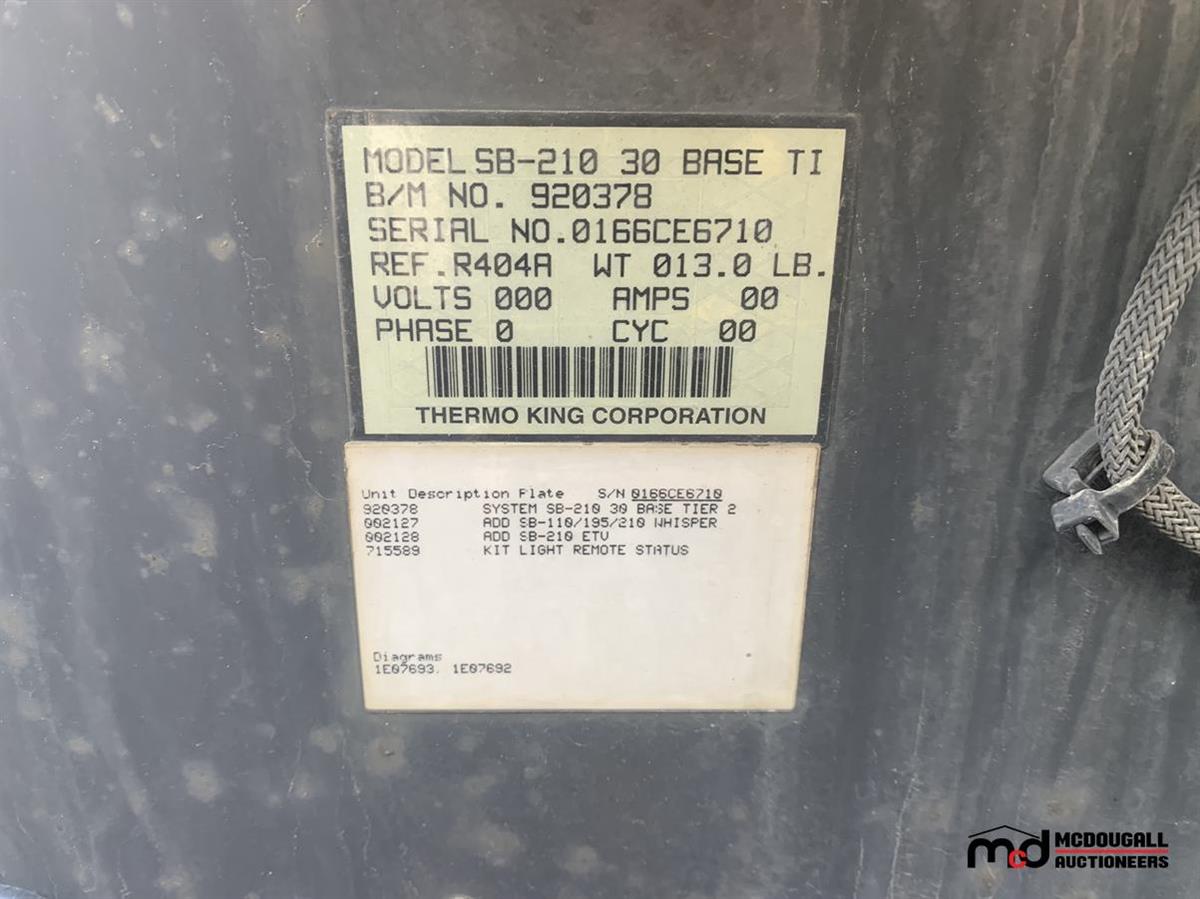 MODEL SB-210 30 BASE TI
B/M NO. 920378
SERIAL NO. 0166CE6710
REF. R404A WT 013.0 LB.
VOLTS 000 AMPS 00
PHASE 0 CYC 00
THERMO KING CORPORATION
Unit Description Plate S/N 0166CE6710
920378 SYSTEM SB-210 30 BASE TIER 2
002127 ADD SB-110/195/210 WHISPER
002128 ADD SB-210 ETV
715589 KIT LIGHT REMOTE STATUS
Diagrams
1E07693, 1E07692
mcd MCDOUGALL
AUCTIONEERS